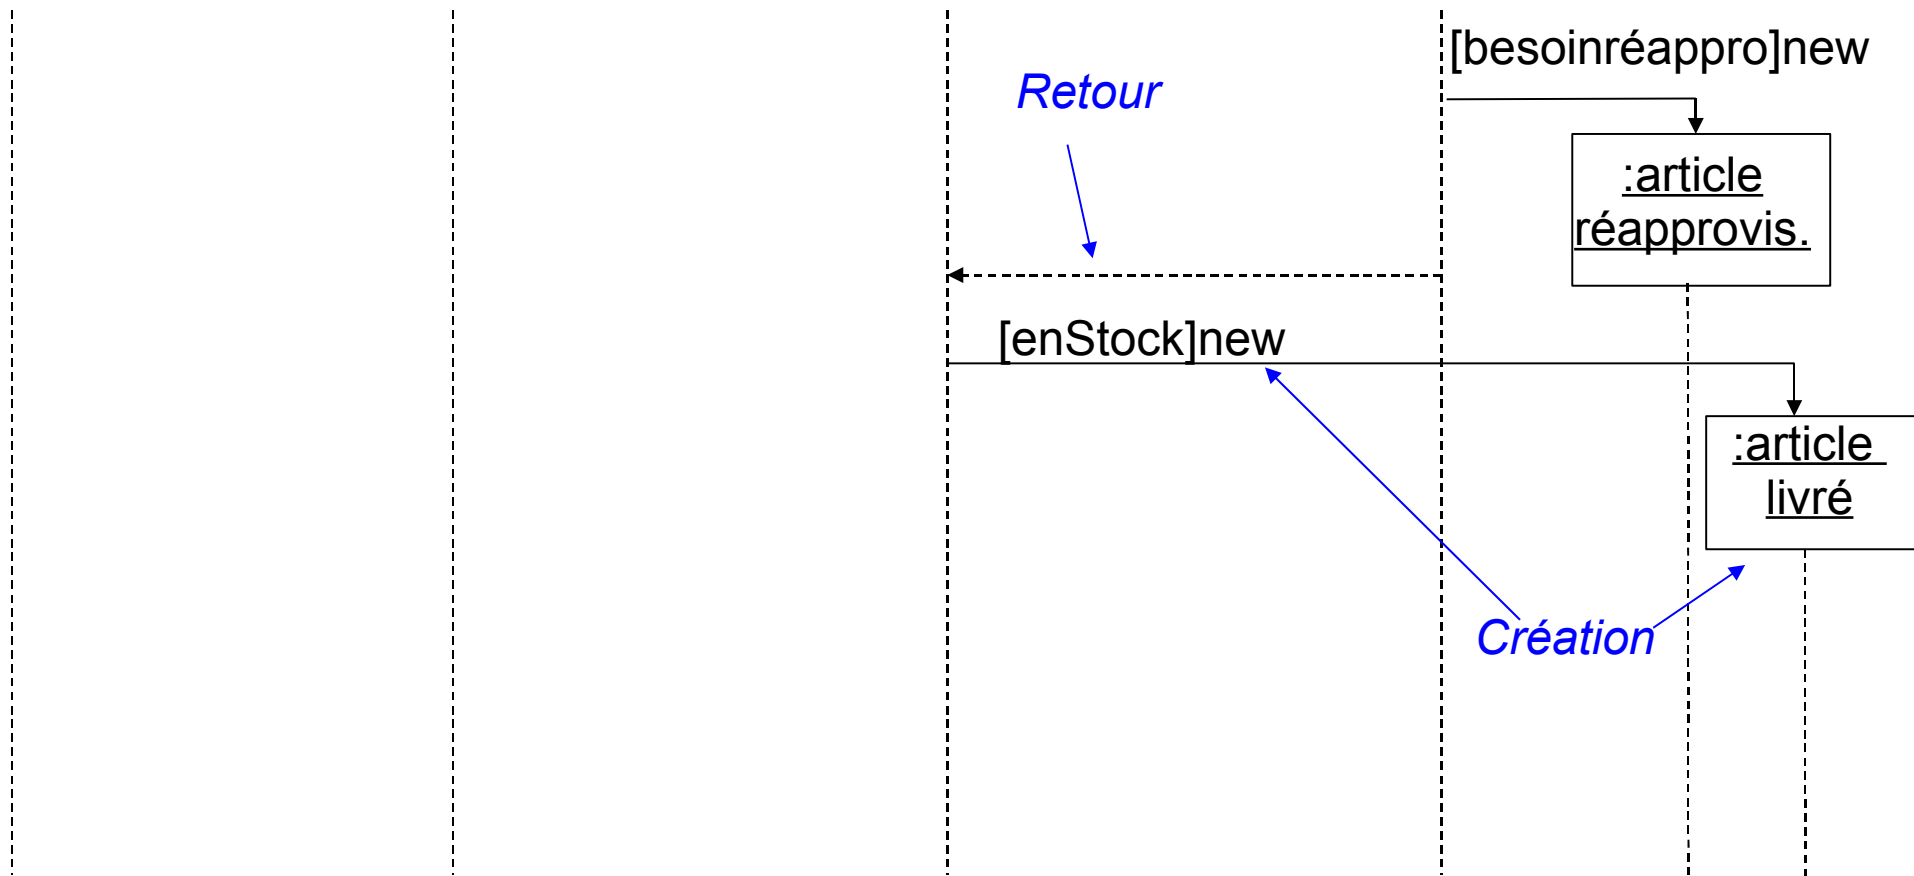 [besoinréappro]new
Retour
:article
réapprovis.
[enStock]new
:article
livré
Création